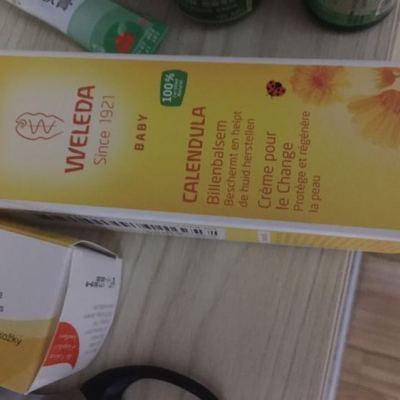 WELEDA
Since 1921
BABY
100%
CALENDULA
Billenbalsem
Beschermt en helpt
de huid herstellen
Crème pour
le Change
Protège et régénère
la peau